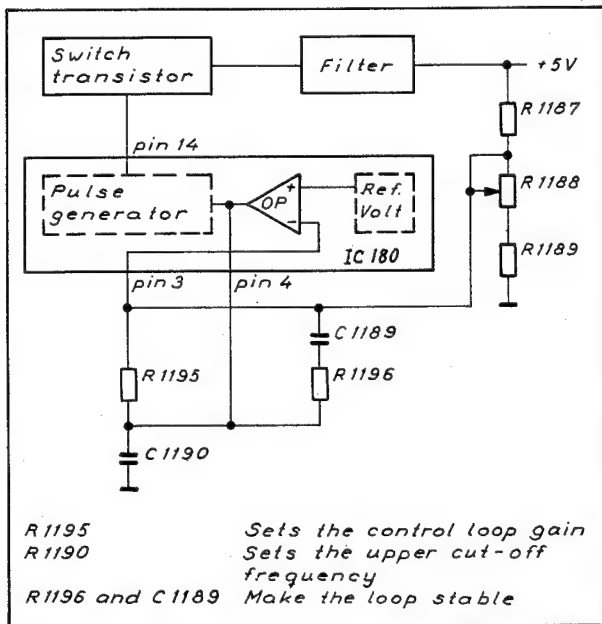 Switch
transistor
Filter
+5V
R1187
pin 14
Pulse
generator
+
OP
-
Ref.
Volt
R1188
IC 180
R1189
pin 3
pin 4
C1189
R1195
R1196
C1190
R1195 Sets the control loop gain
R1190 Sets the upper cut-off
frequency
R1196 and C1189 Make the loop stable